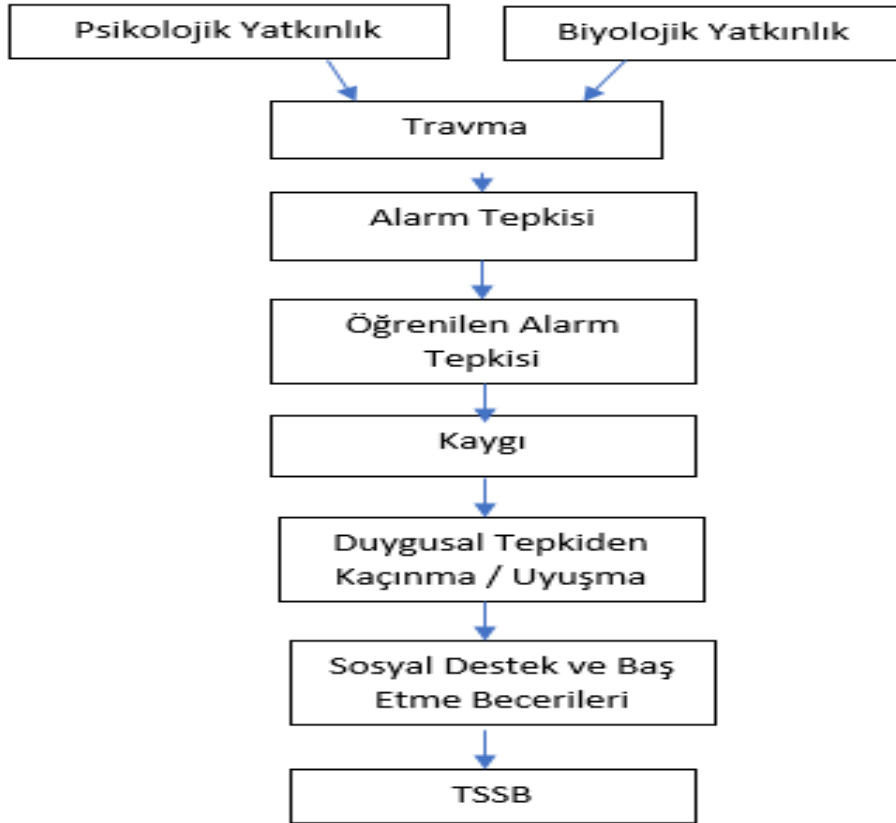 Psikolojik Yatkınlık
Biyolojik Yatkınlık
Travma
Alarm Tepkisi
Öğrenilen Alarm
Tepkisi
Kaygı
Duygusal Tepkiden
Kaçınma / Uyuşma
Sosyal Destek ve Baş
Etme Becerileri
TSSB